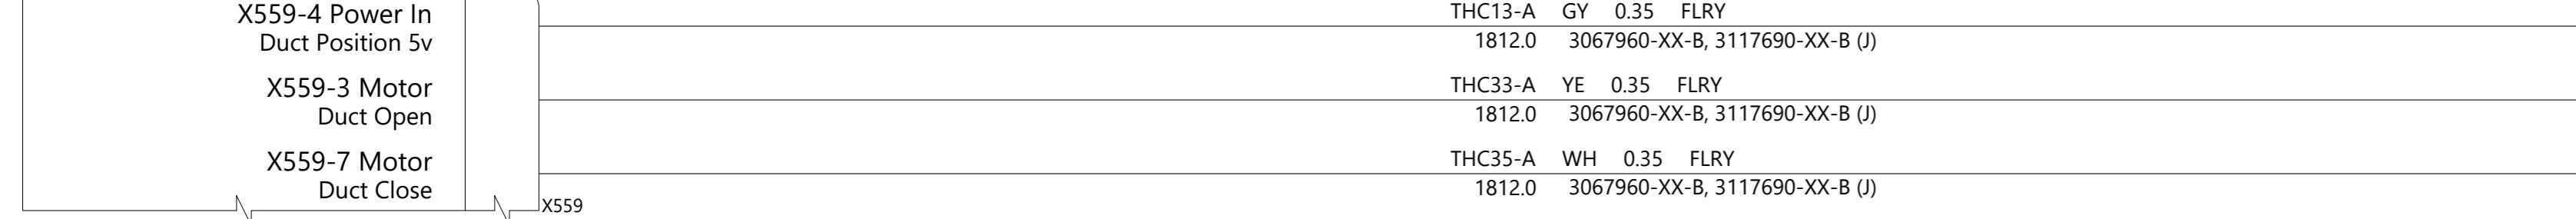 X559-4 Power In
Duct Position 5v
THC13-A GY 0.35 FLRY
1812.0 3067960-XX-B, 3117690-XX-B (J)
X559-3 Motor
Duct Open
THC33-A YE 0.35 FLRY
1812.0 3067960-XX-B, 3117690-XX-B (J)
X559-7 Motor
Duct Close
THC35-A WH 0.35 FLRY
1812.0 3067960-XX-B, 3117690-XX-B (J)
X559